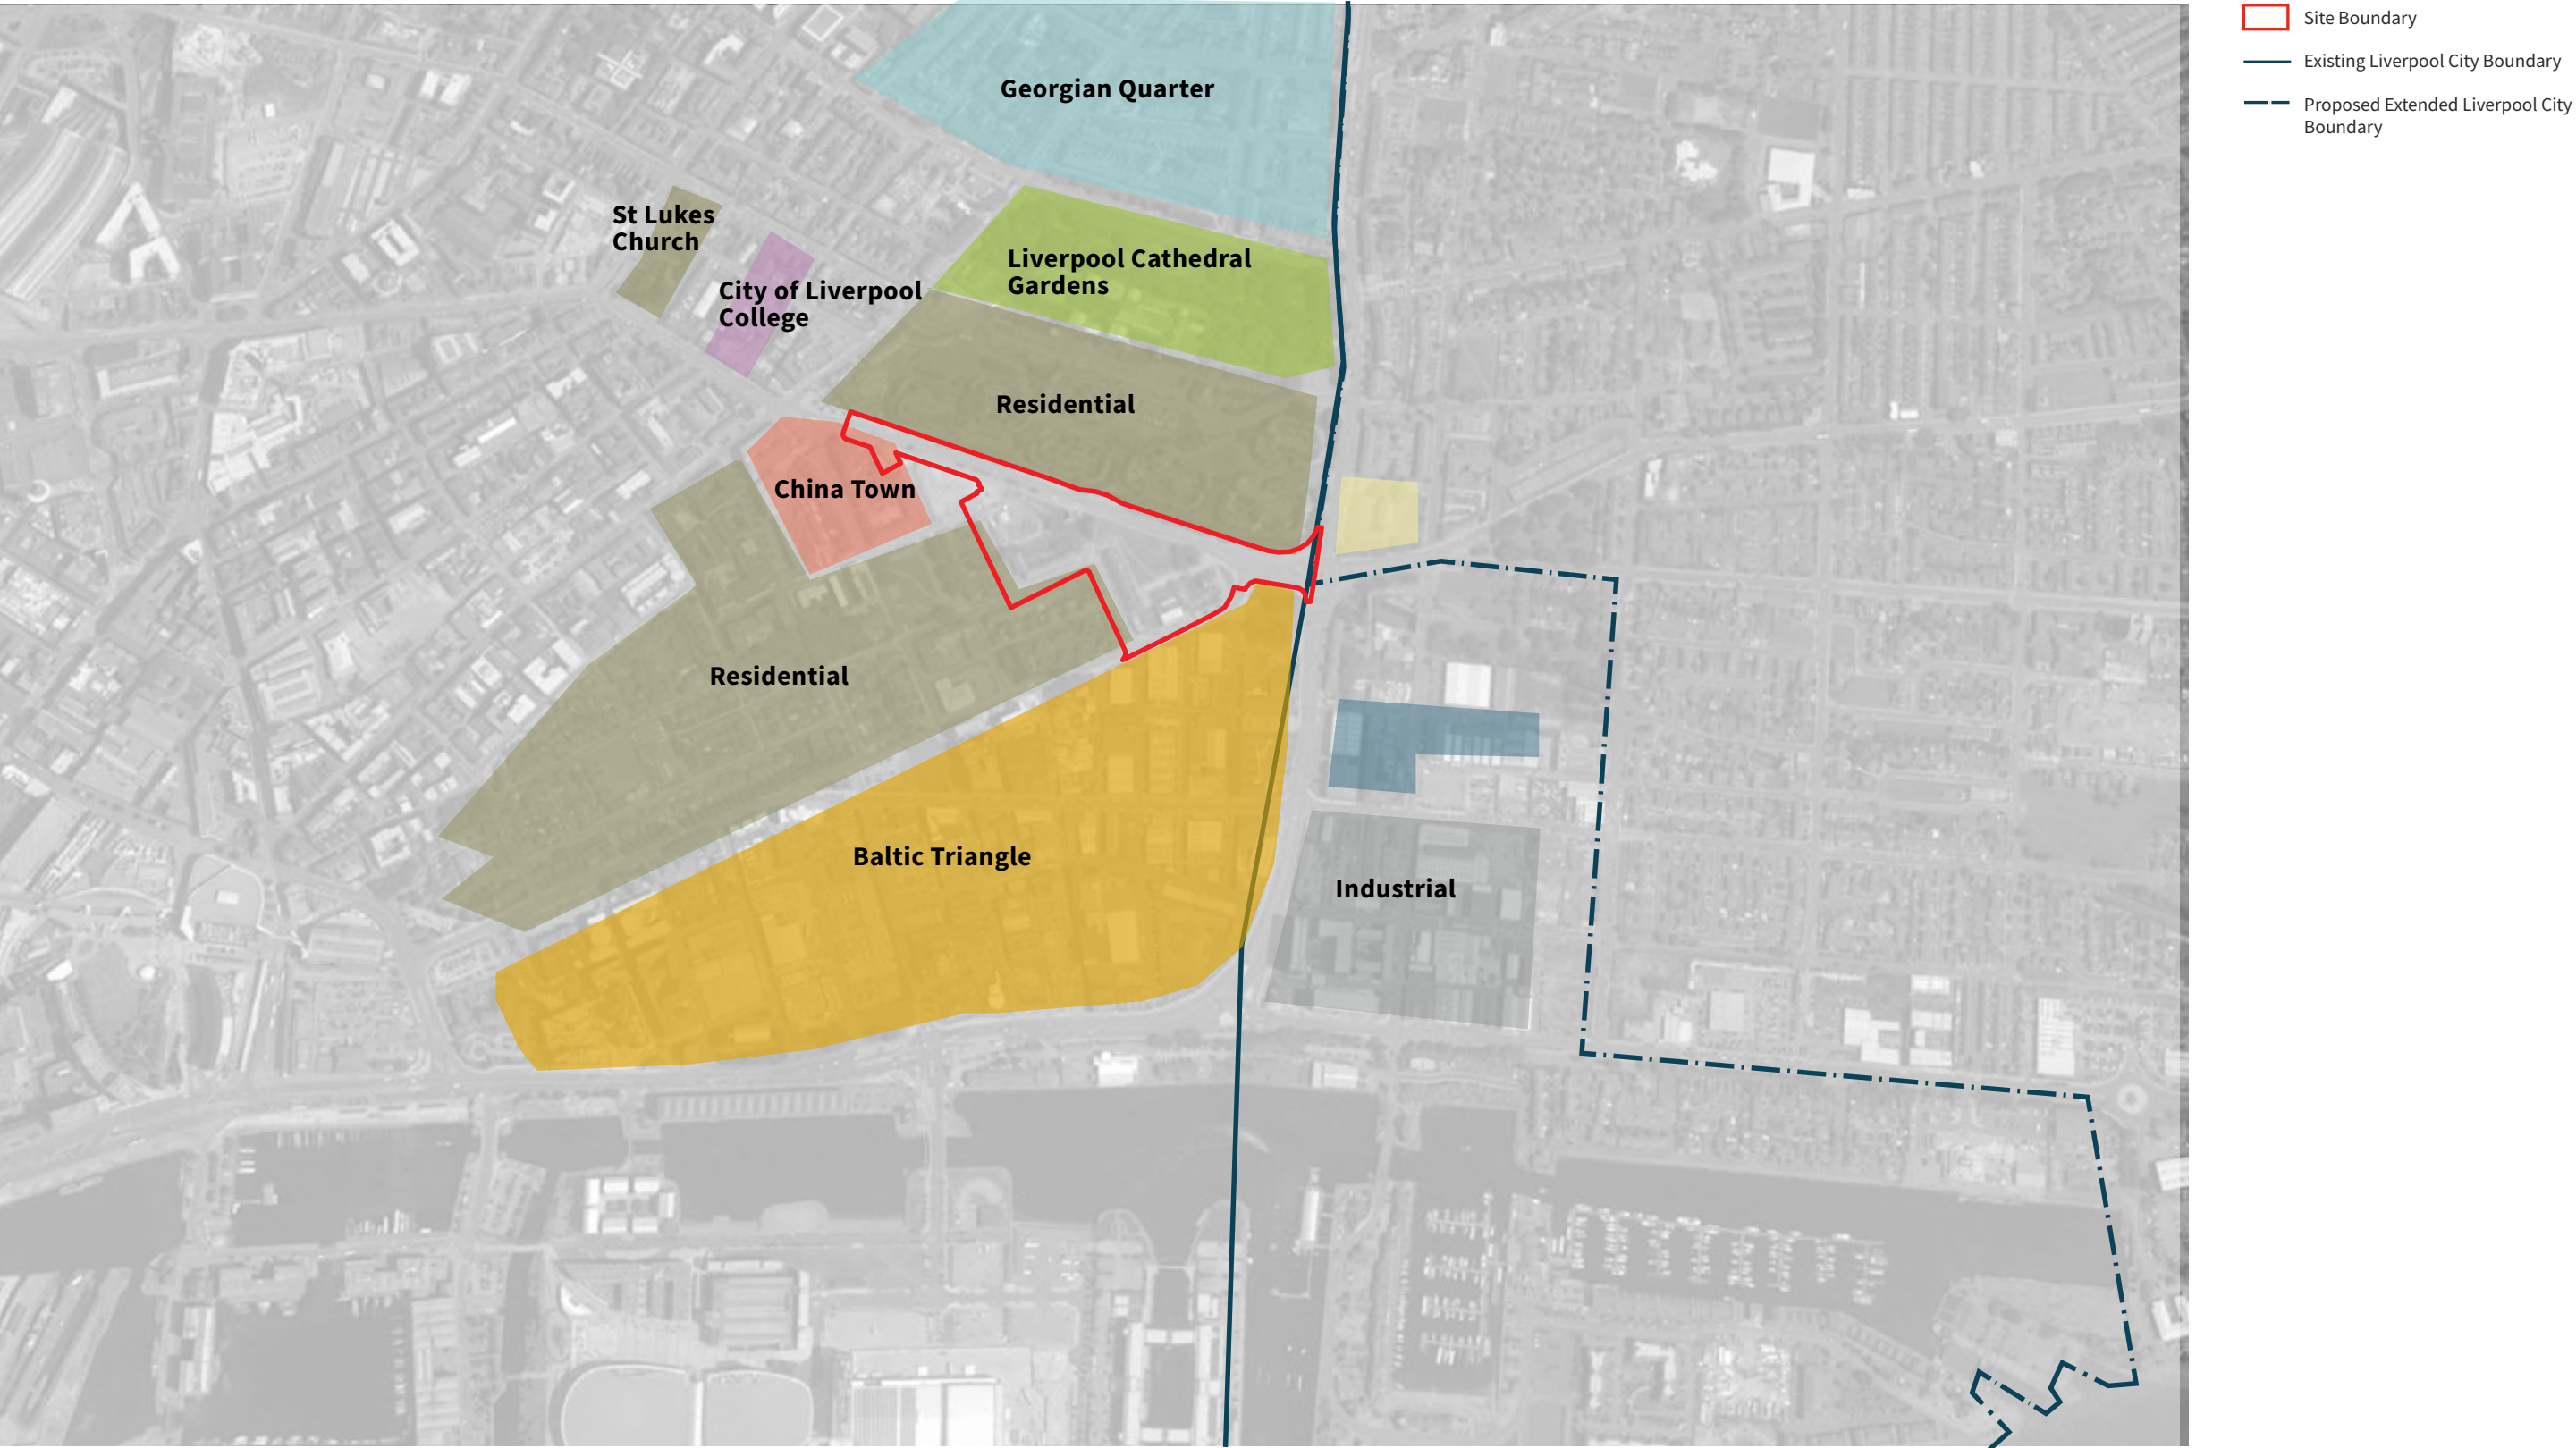 Site Boundary
Existing Liverpool City Boundary
Proposed Extended Liverpool City
Boundary
Georgian Quarter
St Lukes
Church
Liverpool Cathedral
Gardens
City of Liverpool
College
Residential
China Town
Residential
Baltic Triangle
Industrial